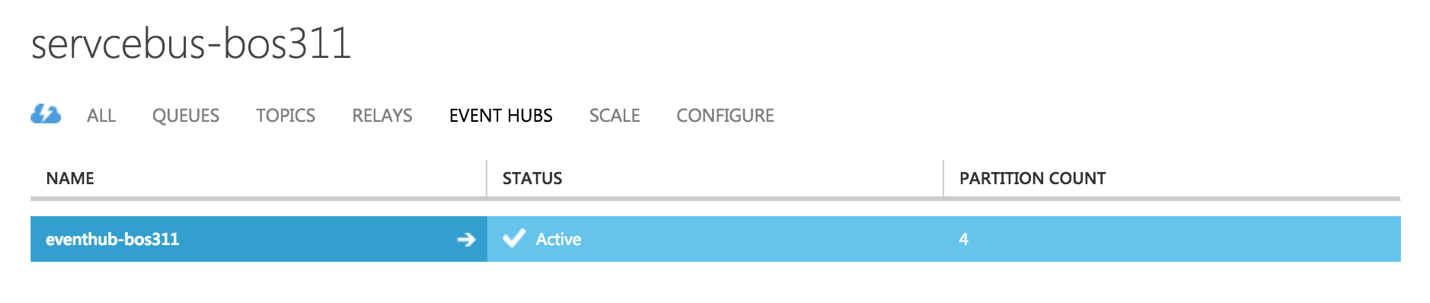 servcebus-bos311
ALL QUEUES TOPICS RELAYS EVENT HUBS SCALE CONFIGURE
NAME STATUS PARTITION COUNT
eventhub-bos311 Active 4